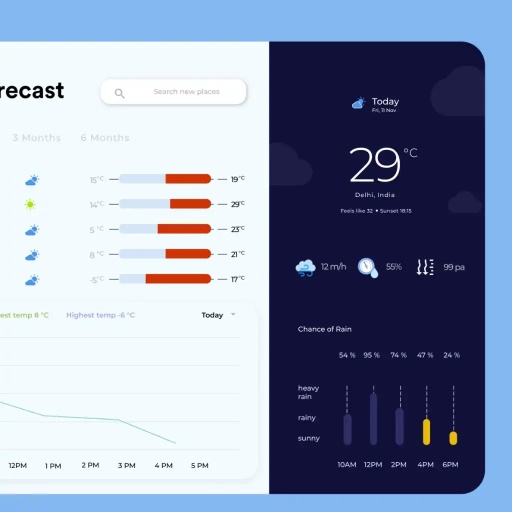 recast
Search new places
3 Months 6 Months
15°C 19°C
14°C 29°C
5 °C 23°C
8 °C 21°C
-5°C 17°C
est temp 8 °C Highest temp -6 °C Today
12PM 1 PM 2 PM 3 PM 4 PM 5 PM
Today
Fri, 11 Nov
29°C
Delhi, India
Feels like 32 • Sunset 18:15
12 m/h 55% 99 pa
Chance of Rain
54 % 95 % 74 % 47 % 24 %
heavy
rain
rainy
sunny
10AM 12PM 2PM 4PM 6PM